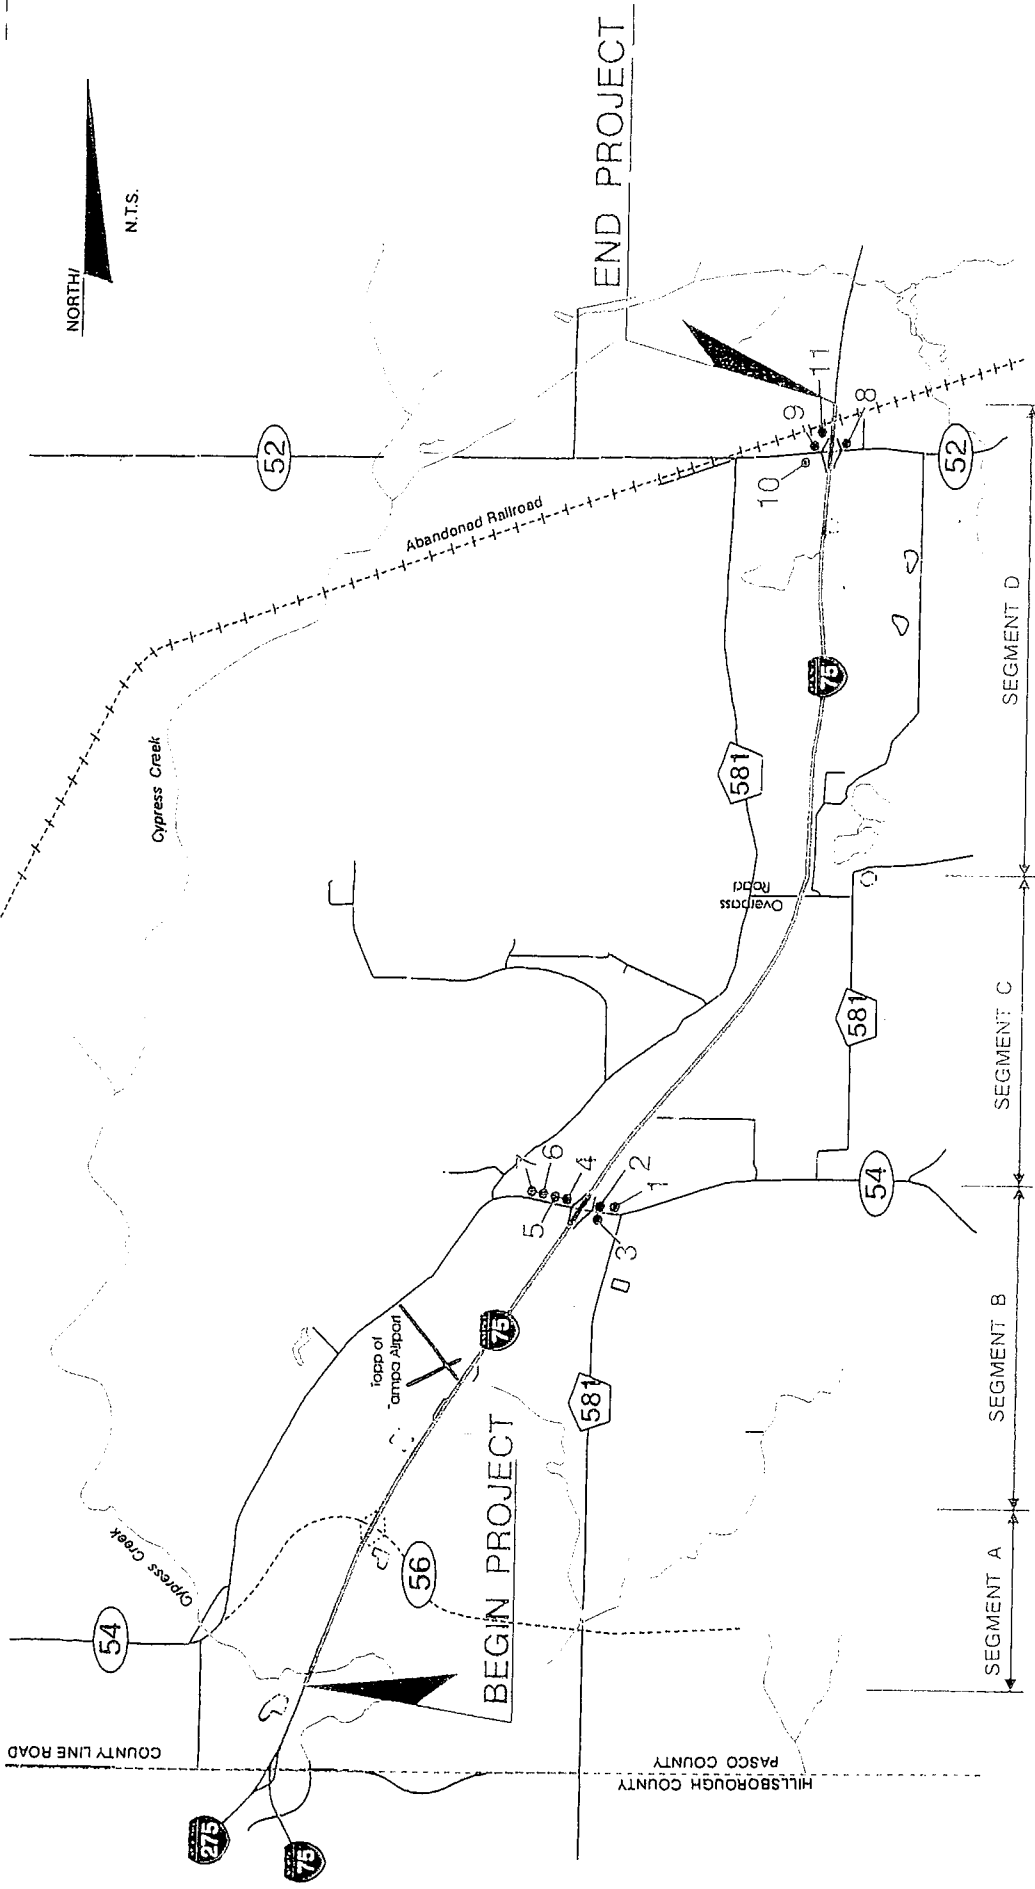 NORTH/
N.T.S.
END PROJECT
52
Abandoned Railroad
Cypress Creek
9
11
10
8
52
75
581
Overpass
Road
581
7
6
5
4
2
1
3
54
75
Topp of
Tampa Airport
581
BEGIN PROJECT
56
Cypress Creek
54
COUNTY LINE ROAD
PASCO COUNTY
HILLSBOROUGH COUNTY
275
75
SEGMENT A
SEGMENT B
SEGMENT C
SEGMENT D